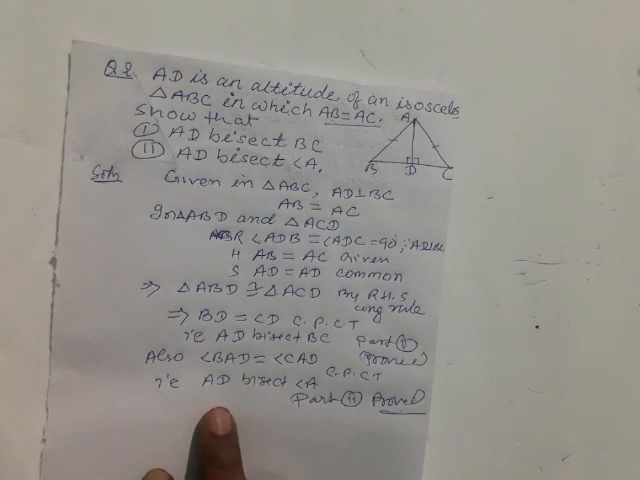 Q2. AD is an altitude of an isosceles
△ABC in which AB=AC.
show that
(I) AD bisect BC
(II) AD bisect <A.
A
B D C
Soln Given in △ABC, AD⊥BC
AB = AC
In △ABD and △ACD
R <ADB = <ADC = 90°, ∵ AD⊥BC
H AB = AC Given
S AD = AD common
⇒ △ABD ≅ △ACD By R.H.S
cong rule
⇒ BD = CD C.P.C.T
i'e AD bisect BC Part (I)
Proved
Also <BAD = <CAD C.P.CT
i'e AD bisect <A
Part (II) Proved